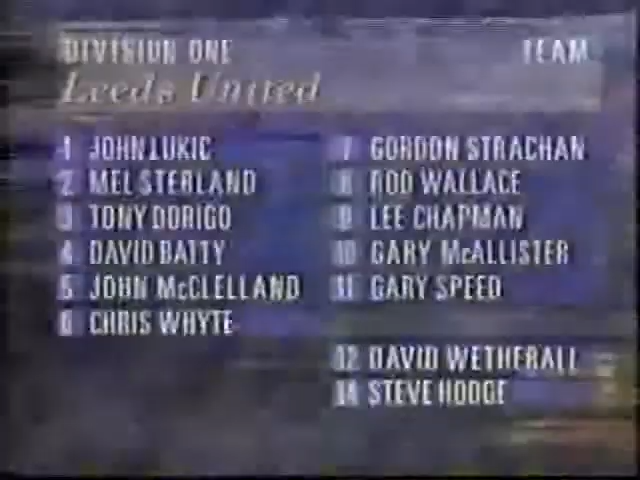 DIVISION ONE TEAM
Leeds United
1 JOHN LUKIC
2 MEL STERLAND
3 TONY DORIGO
4 DAVID BATTY
5 JOHN McCLELLAND
6 CHRIS WHYTE
7 GORDON STRACHAN
8 ROD WALLACE
9 LEE CHAPMAN
10 GARY McALLISTER
11 GARY SPEED
12 DAVID WETHERALL
14 STEVE HODGE